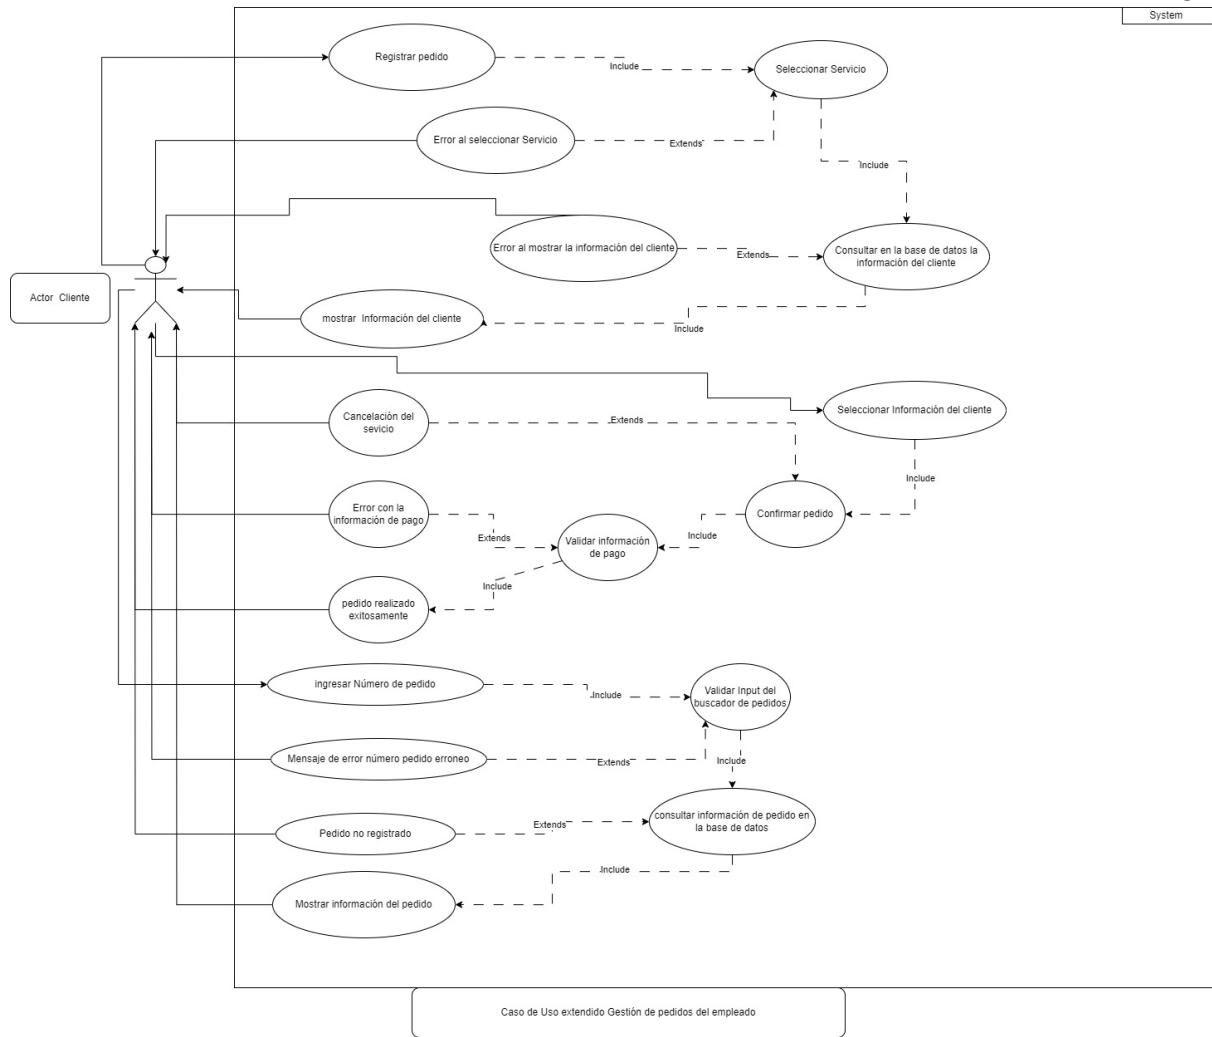 System
Registrar pedido
Include
Seleccionar Servicio
Error al seleccionar Servicio
Extends
Include
Error al mostrar la información del cliente
Extends
Consultar en la base de datos la
información del cliente
Actor  Cliente
mostrar  Información del cliente
Include
Cancelación del
sevicio
Extends
Seleccionar Información del cliente
Include
Error con la
información de pago
Extends
Validar información
de pago
Include
Confirmar pedido
Include
pedido realizado
exitosamente
ingresar Número de pedido
Include
Validar Input del
buscador de pedidos
Mensaje de error número pedido erroneo
Extends
Include
Pedido no registrado
Extends
consultar información de pedido en
la base de datos
Include
Mostrar información del pedido
Caso de Uso extendido Gestión de pedidos del empleado